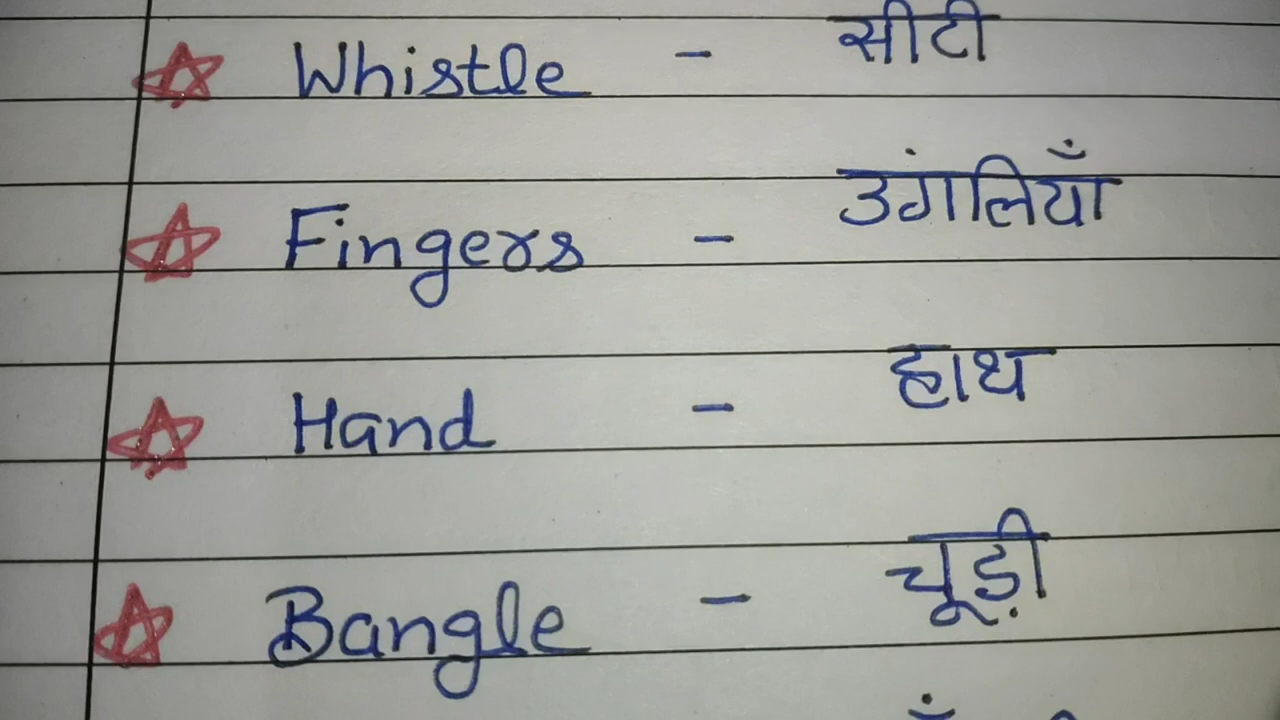 Whistle - सीटी
Fingers - उंगलियाँ
Hand - हाथ
Bangle - चूड़ी